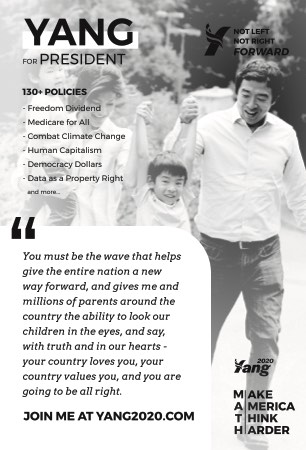 YANG
FOR PRESIDENT
NOT LEFT
NOT RIGHT
FORWARD
130+ POLICIES
- Freedom Dividend
- Medicare for All
- Combat Climate Change
- Human Capitalism
- Democracy Dollars
- Data as a Property Right
and more...
“
You must be the wave that helps
give the entire nation a new
way forward, and gives me and
millions of parents around the
country the ability to look our
children in the eyes, and say,
with truth and in our hearts -
your country loves you, your
country values you, and you are
going to be all right.
JOIN ME AT YANG2020.COM
Yang 2020
MAKE
AMERICA
THINK
HARDER